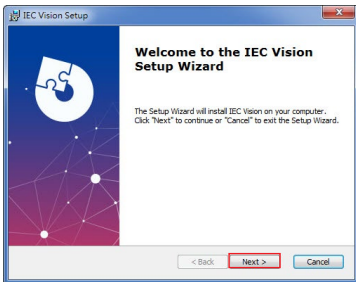 IEC Vision Setup
Welcome to the IEC Vision
Setup Wizard
The Setup Wizard will install IEC Vision on your computer.
Click "Next" to continue or "Cancel" to exit the Setup Wizard.
< Back
Next >
Cancel